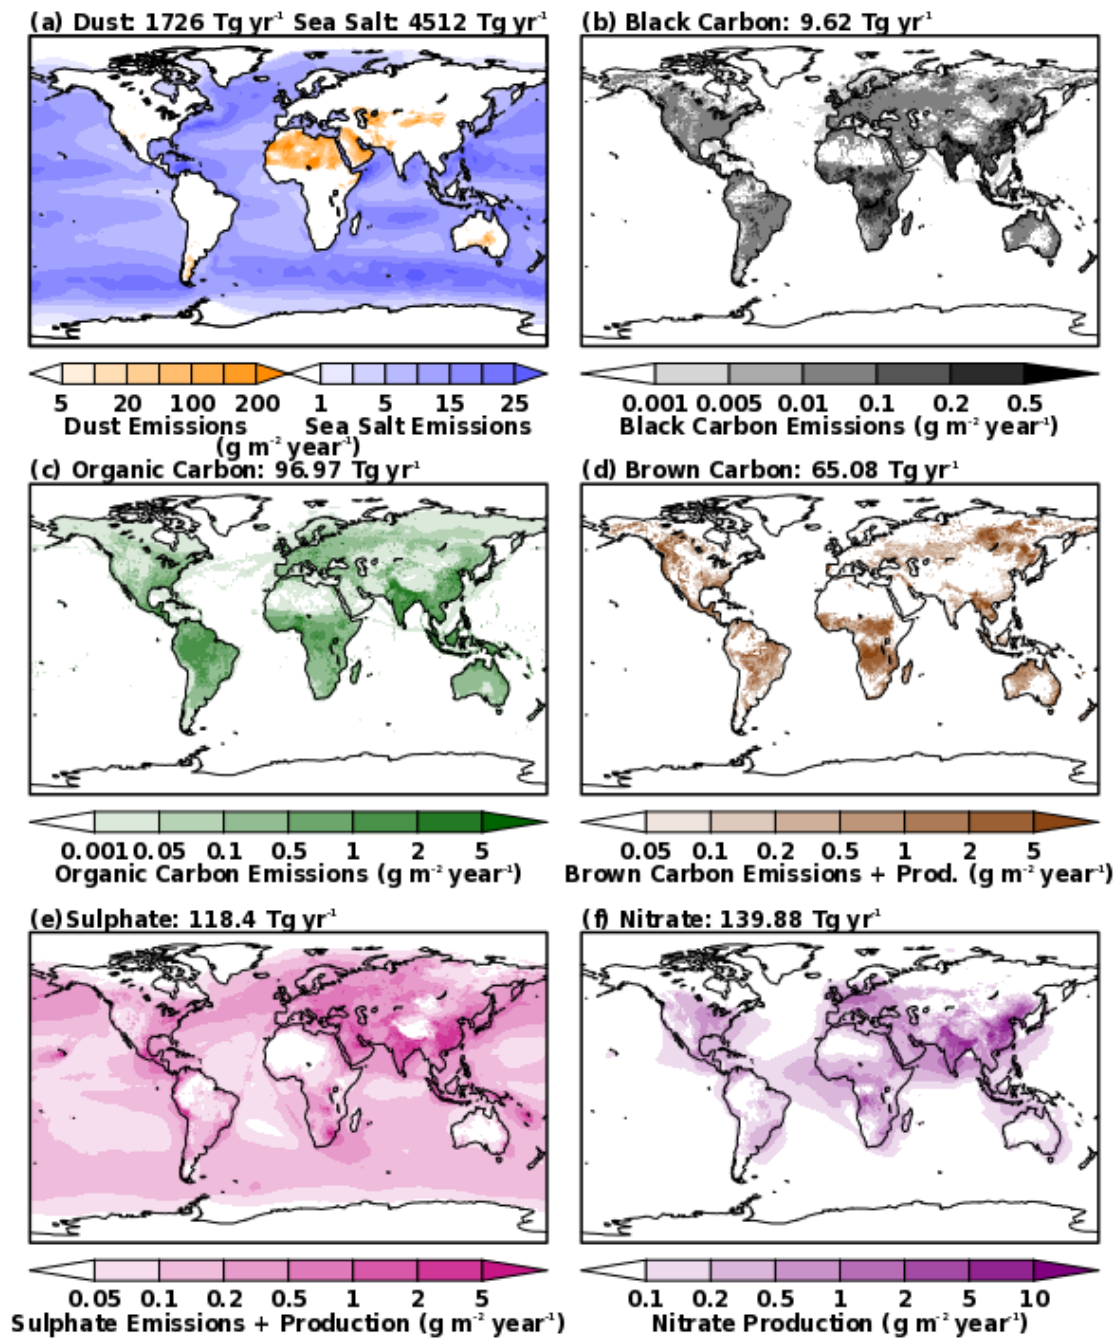 (a) Dust: 1726 Tg yr⁻¹ Sea Salt: 4512 Tg yr⁻¹
(b) Black Carbon: 9.62 Tg yr⁻¹
5 20 100 200 1 5 15 25
Dust Emissions Sea Salt Emissions
(g m⁻² year⁻¹)
0.001 0.005 0.01 0.1 0.2 0.5
Black Carbon Emissions (g m⁻² year⁻¹)
(c) Organic Carbon: 96.97 Tg yr⁻¹
(d) Brown Carbon: 65.08 Tg yr⁻¹
0.001 0.05 0.1 0.5 1 2 5
Organic Carbon Emissions (g m⁻² year⁻¹)
0.05 0.1 0.2 0.5 1 2 5
Brown Carbon Emissions + Prod. (g m⁻² year⁻¹)
(e) Sulphate: 118.4 Tg yr⁻¹
(f) Nitrate: 139.88 Tg yr⁻¹
0.05 0.1 0.2 0.5 1 2 5
Sulphate Emissions + Production (g m⁻² year⁻¹)
0.1 0.2 0.5 1 2 5 10
Nitrate Production (g m⁻² year⁻¹)